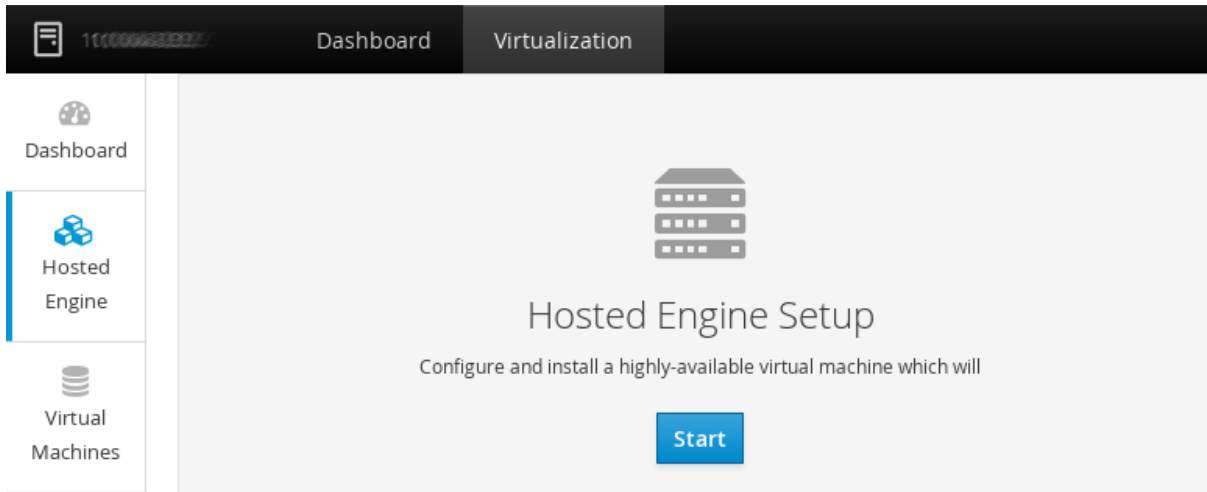 Dashboard
Virtualization
Dashboard
Hosted
Engine
Virtual
Machines
Hosted Engine Setup
Configure and install a highly-available virtual machine which will
Start